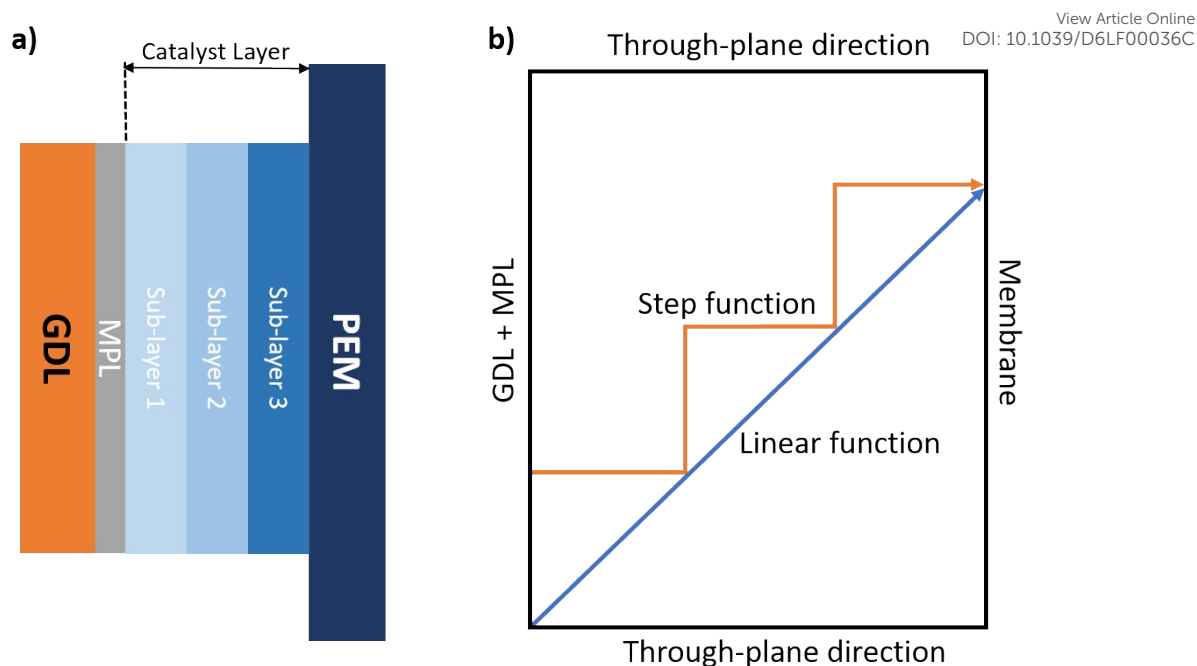 View Article Online
DOI: 10.1039/D6LF00036C
a)
Catalyst Layer
GDL
MPL
Sub-layer 1
Sub-layer 2
Sub-layer 3
PEM
b)
Through-plane direction
GDL + MPL
Step function
Linear function
Membrane
Through-plane direction